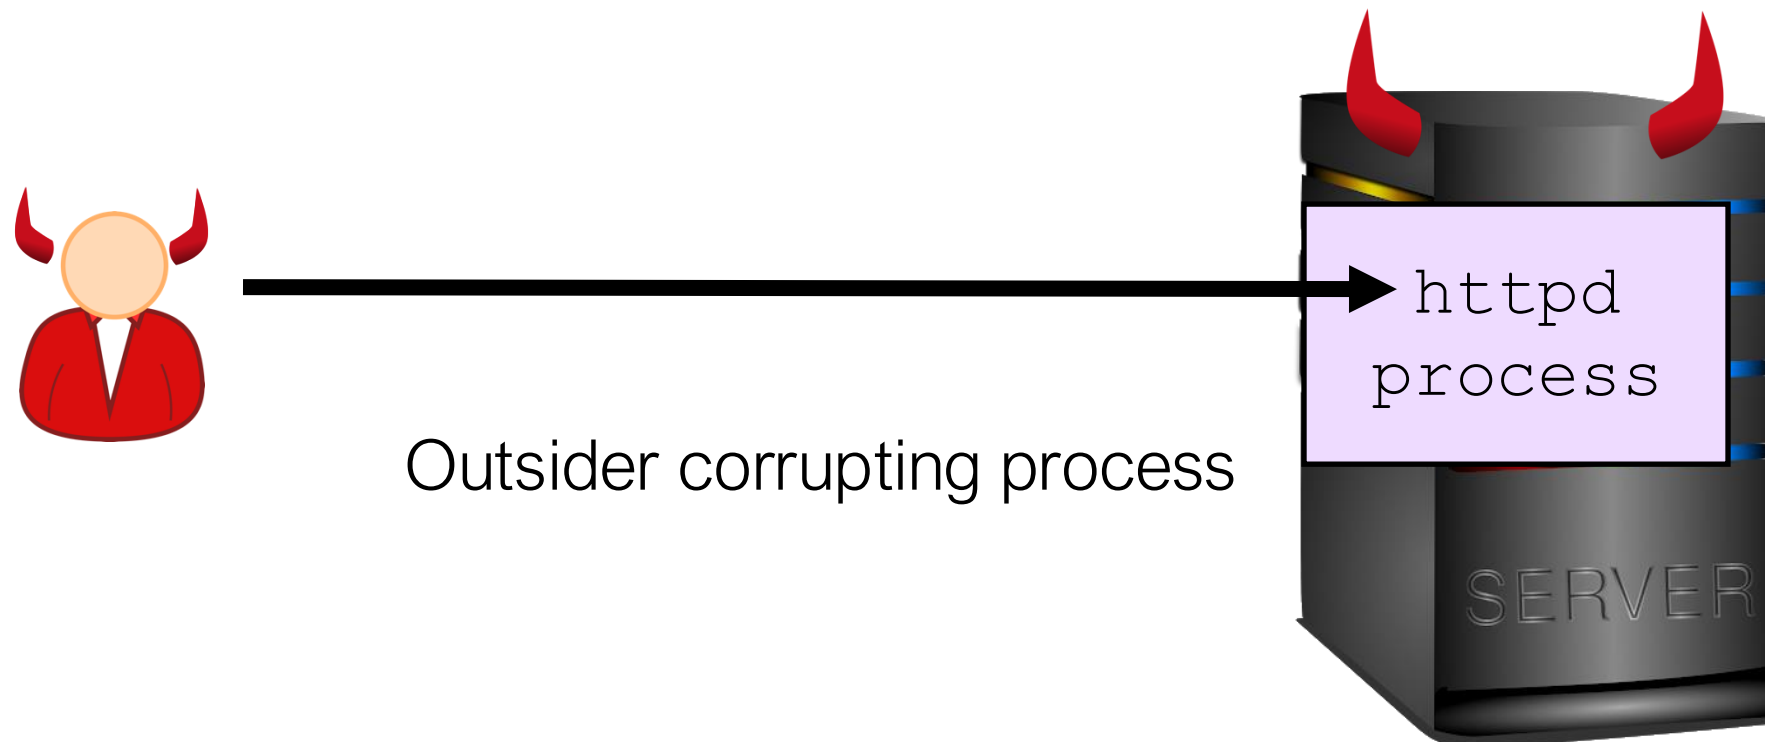 httpd
process
Outsider corrupting process
SERVER